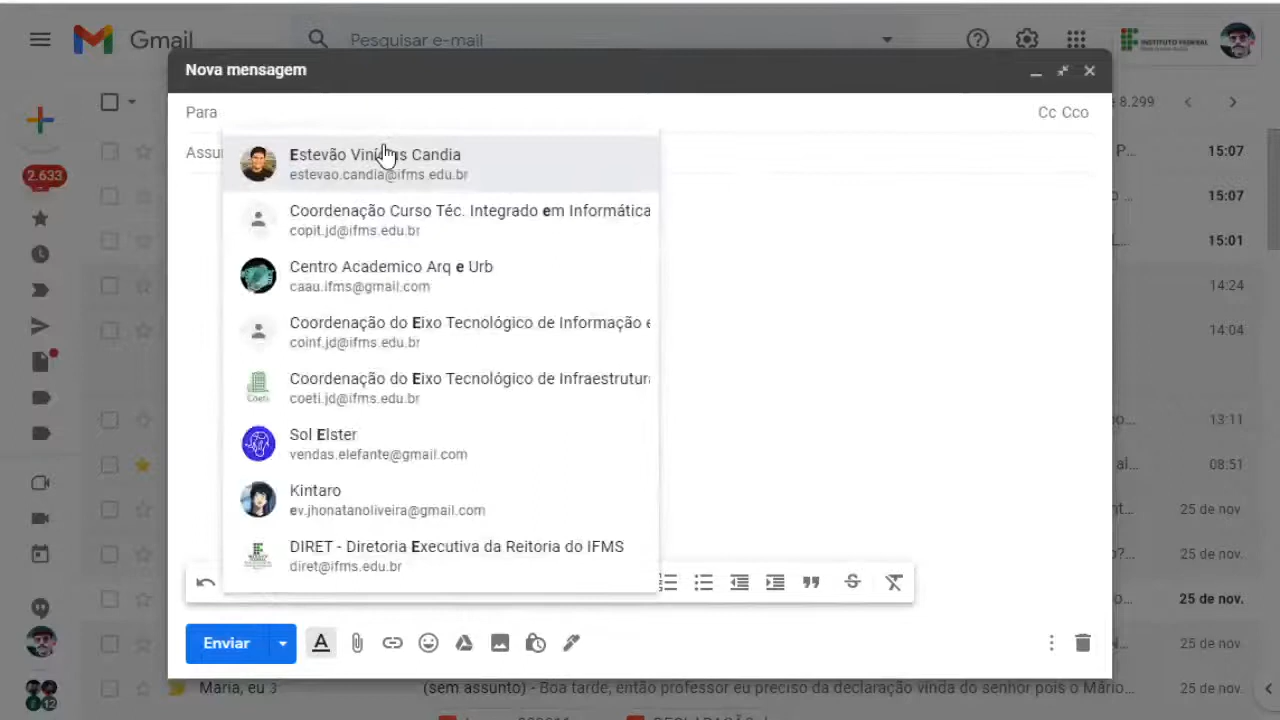 Gmail
Pesquisar e-mail
INSTITUTO FEDERAL
Nova mensagem
8.299
Para
Cc Cco
Assu
Estevão Vinícius Candia
estevao.candia@ifms.edu.br
Coordenação Curso Téc. Integrado em Informática
copit.jd@ifms.edu.br
Centro Academico Arq e Urb
caau.ifms@gmail.com
Coordenação do Eixo Tecnológico de Informação e
coinf.jd@ifms.edu.br
Coordenação do Eixo Tecnológico de Infraestrutur
coeti.jd@ifms.edu.br
Coeti
Sol Elster
vendas.elefante@gmail.com
Kintaro
ev.jhonatanoliveira@gmail.com
DIRET - Diretoria Executiva da Reitoria do IFMS
diret@ifms.edu.br
2.633
P...
15:07
15:07
15:01
14:24
14:04
13:11
08:51
25 de nov.
25 de nov.
25 de nov.
25 de nov.
Enviar
12
Maria, eu 3
(sem assunto) - Boa tarde, então professor eu preciso da declaração vinda do senhor pois o Mário...
25 de nov.